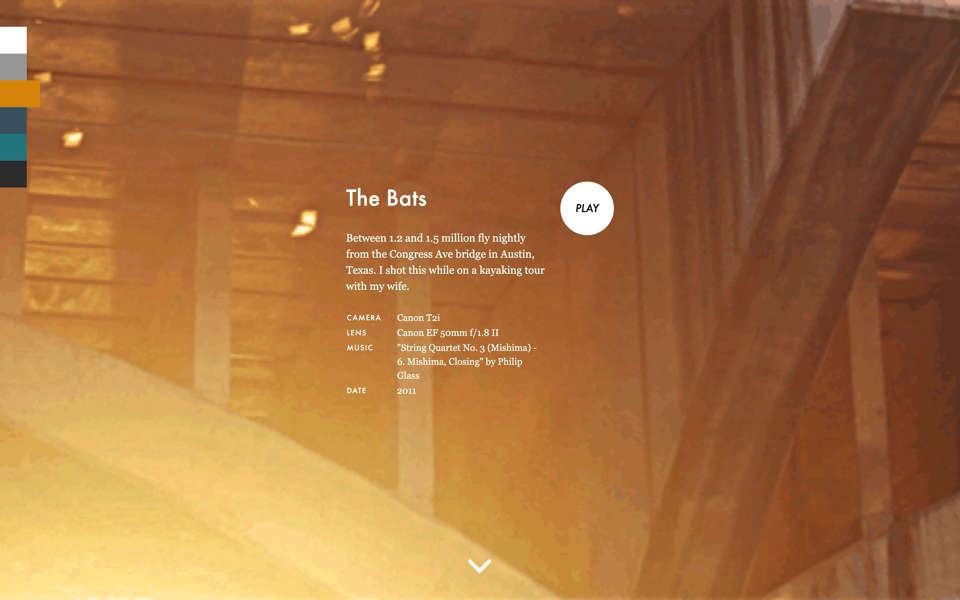 The Bats
PLAY
Between 1.2 and 1.5 million fly nightly
from the Congress Ave bridge in Austin,
Texas. I shot this while on a kayaking tour
with my wife.
CAMERA Canon T2i
LENS Canon EF 50mm f/1.8 II
MUSIC "String Quartet No. 3 (Mishima) -
6. Mishima, Closing" by Philip
Glass
DATE 2011